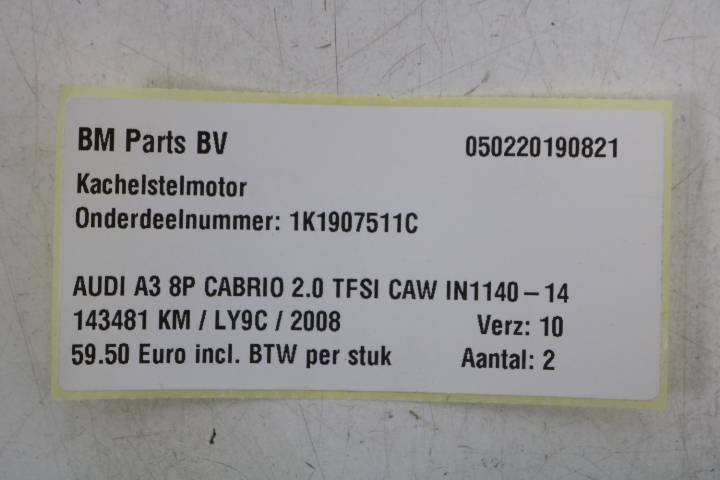 BM Parts BV 050220190821
Kachelstelmotor
Onderdeelnummer: 1K1907511C
AUDI A3 8P CABRIO 2.0 TFSI CAW IN1140-14
143481 KM / LY9C / 2008 Verz: 10
59.50 Euro incl. BTW per stuk Aantal: 2